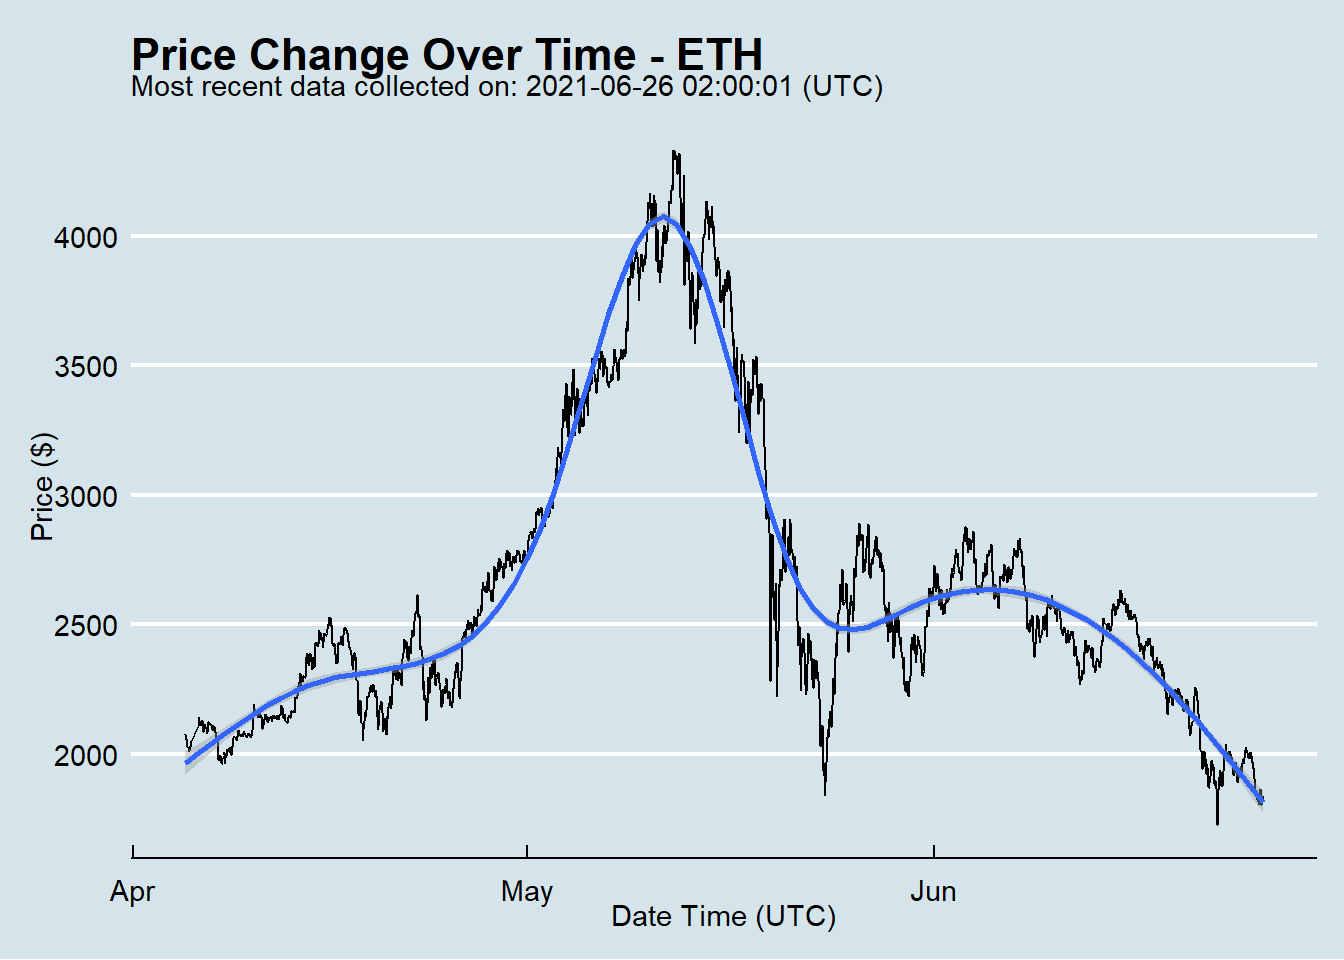 Price Change Over Time - ETH
Most recent data collected on: 2021-06-26 02:00:01 (UTC)
4000
3500
3000
2500
2000
Price ($)
Apr
May
Jun
Date Time (UTC)